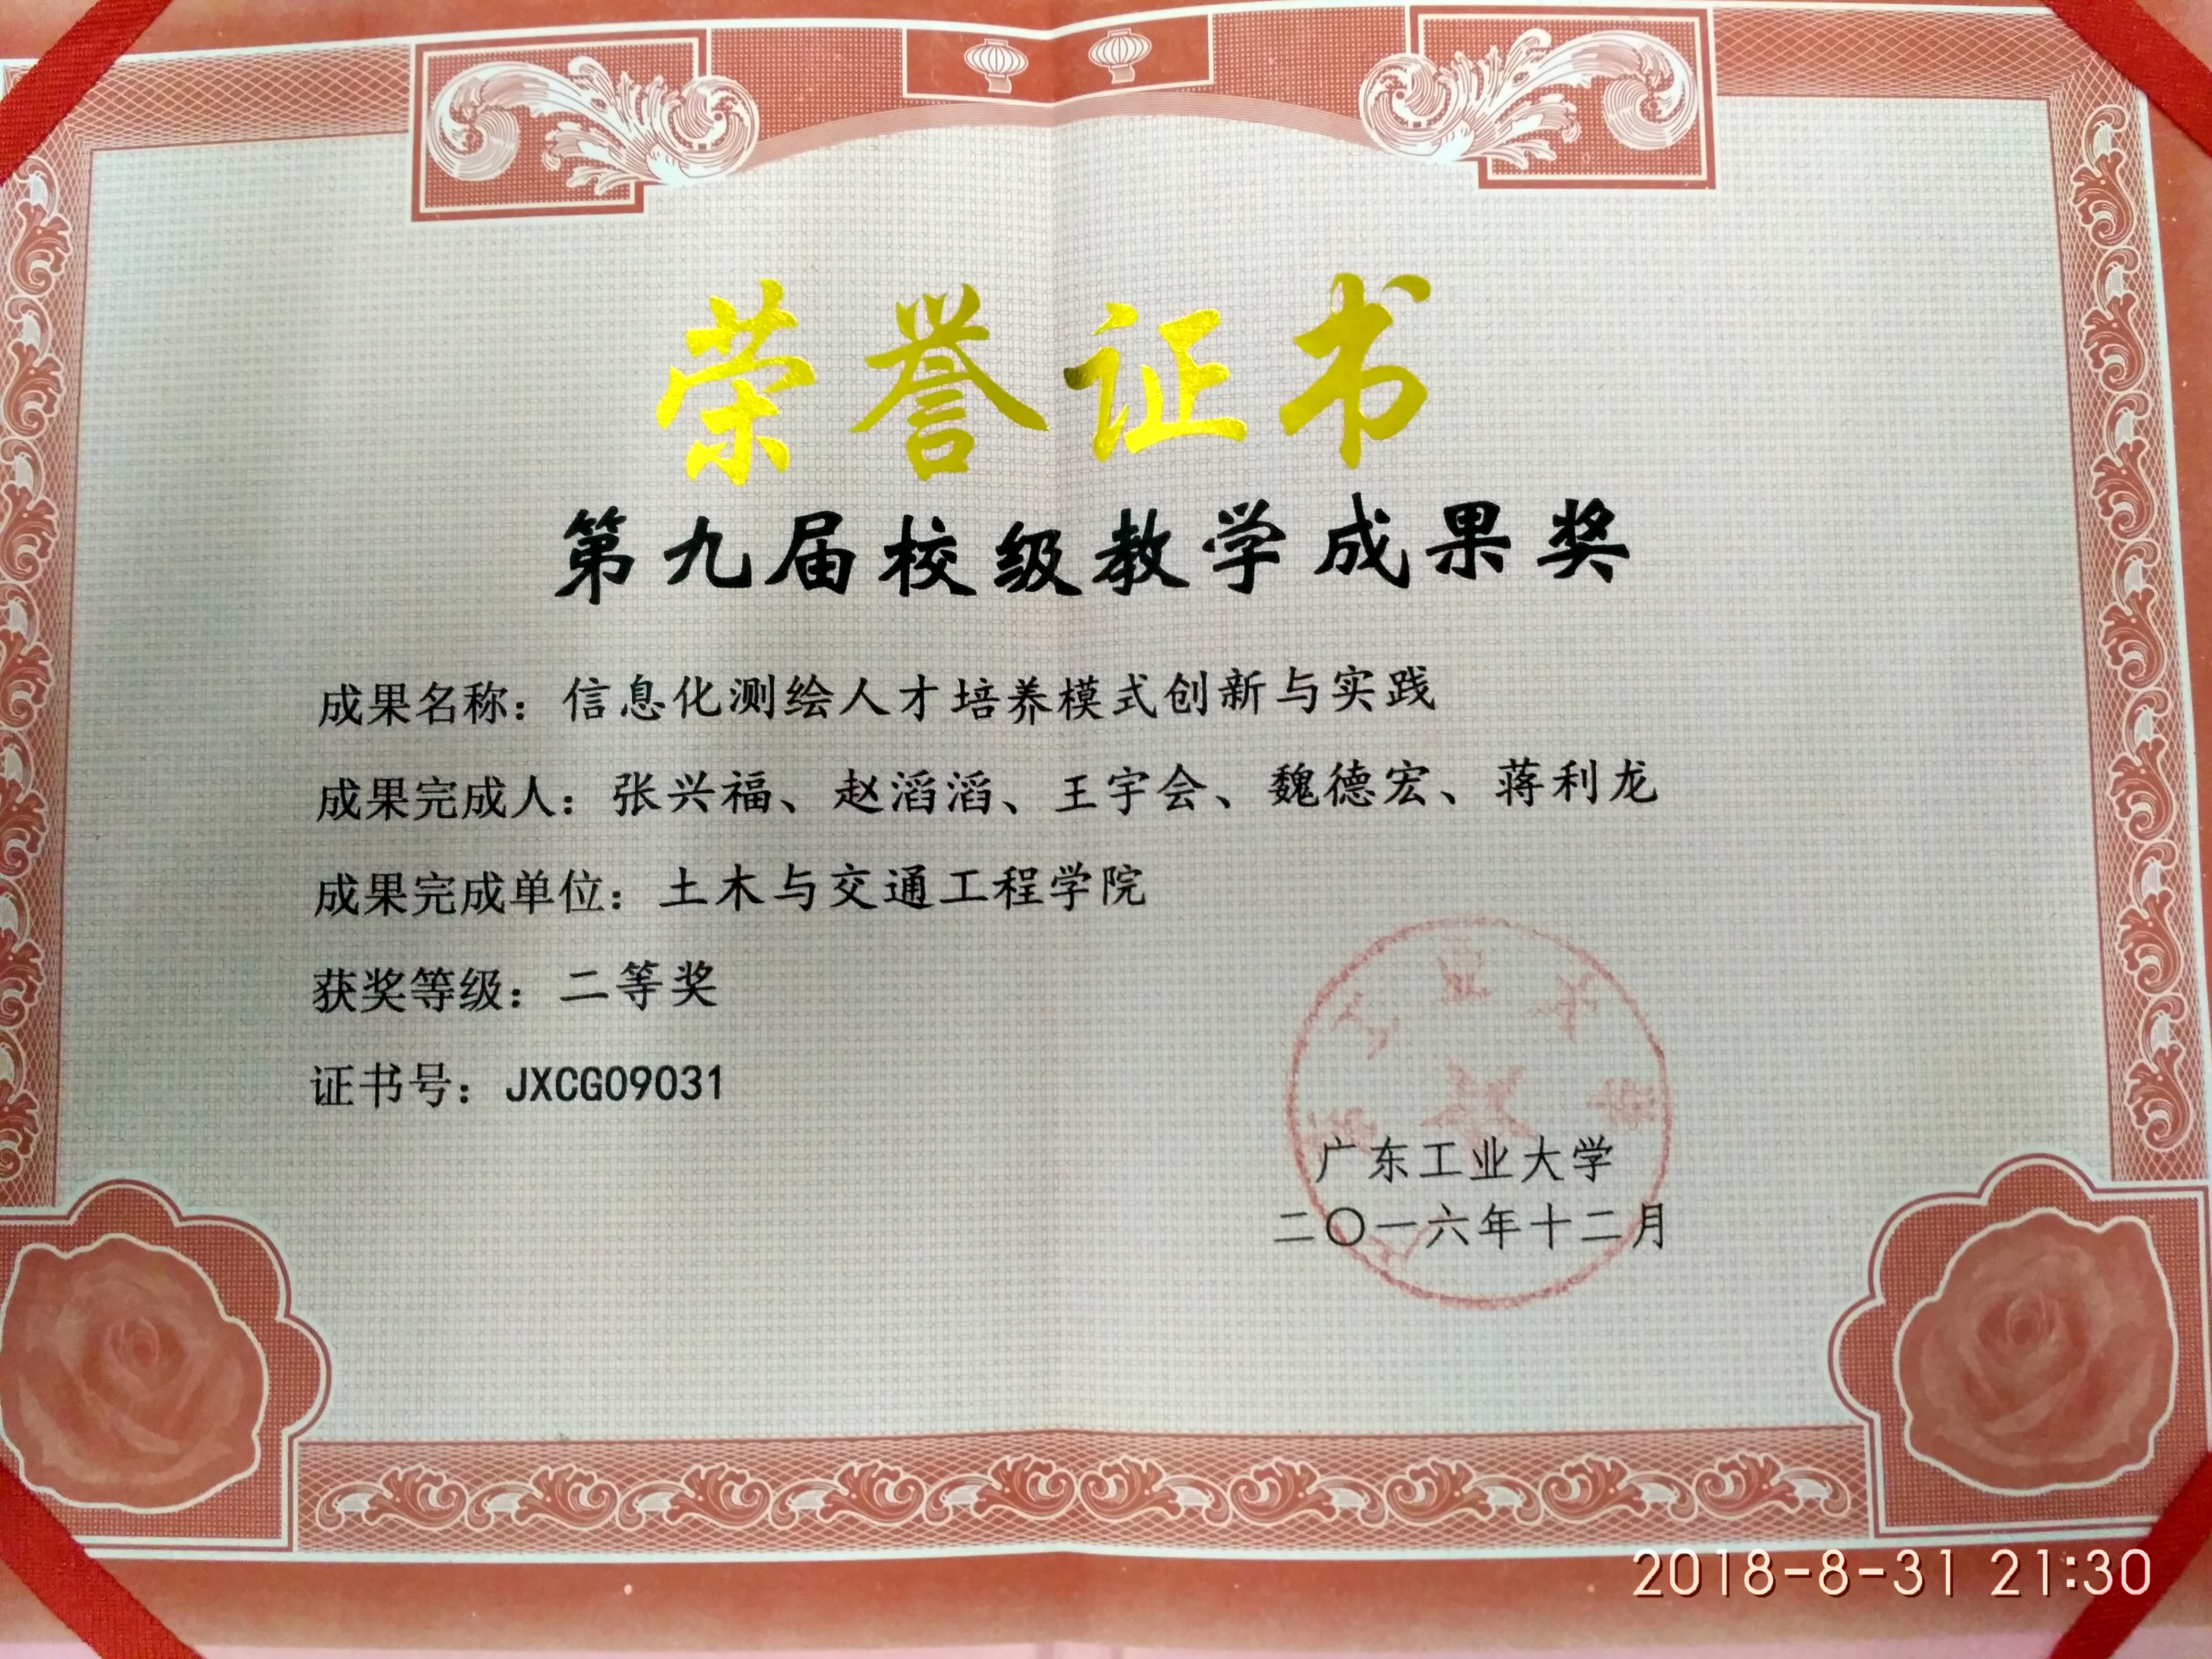 荣誉证书
第九届校级教学成果奖
成果名称：信息化测绘人才培养模式创新与实践
成果完成人：张兴福、赵滔滔、王宇会、魏德宏、蒋利龙
成果完成单位：土木与交通工程学院
获奖等级：二等奖
证书号：JXCG09031
广东工业大学
二〇一六年十二月
2018-8-31 21:30